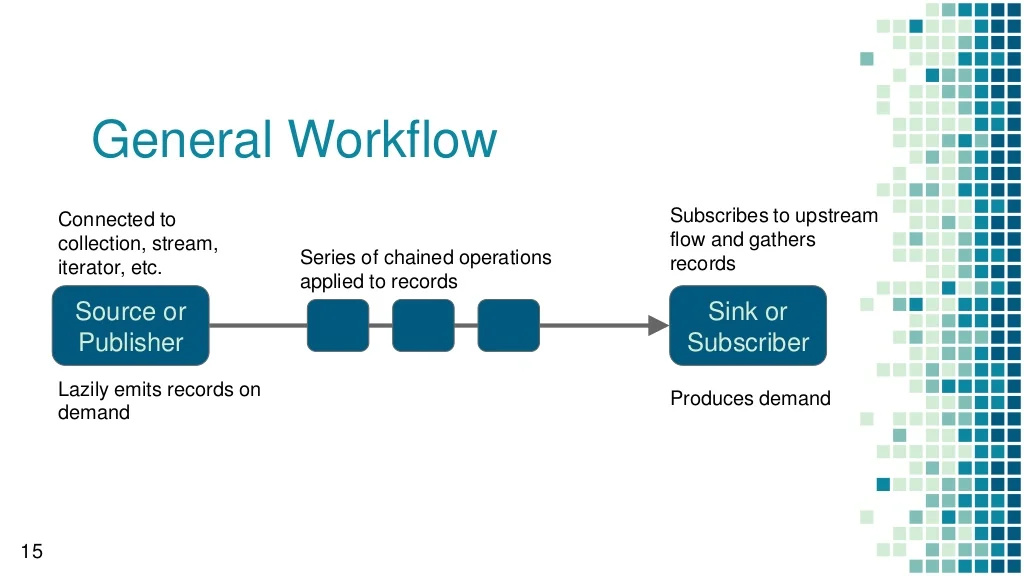 General Workflow
Connected to
collection, stream,
iterator, etc.
Source or
Publisher
Lazily emits records on
demand
Series of chained operations
applied to records
Subscribes to upstream
flow and gathers
records
Sink or
Subscriber
Produces demand
15